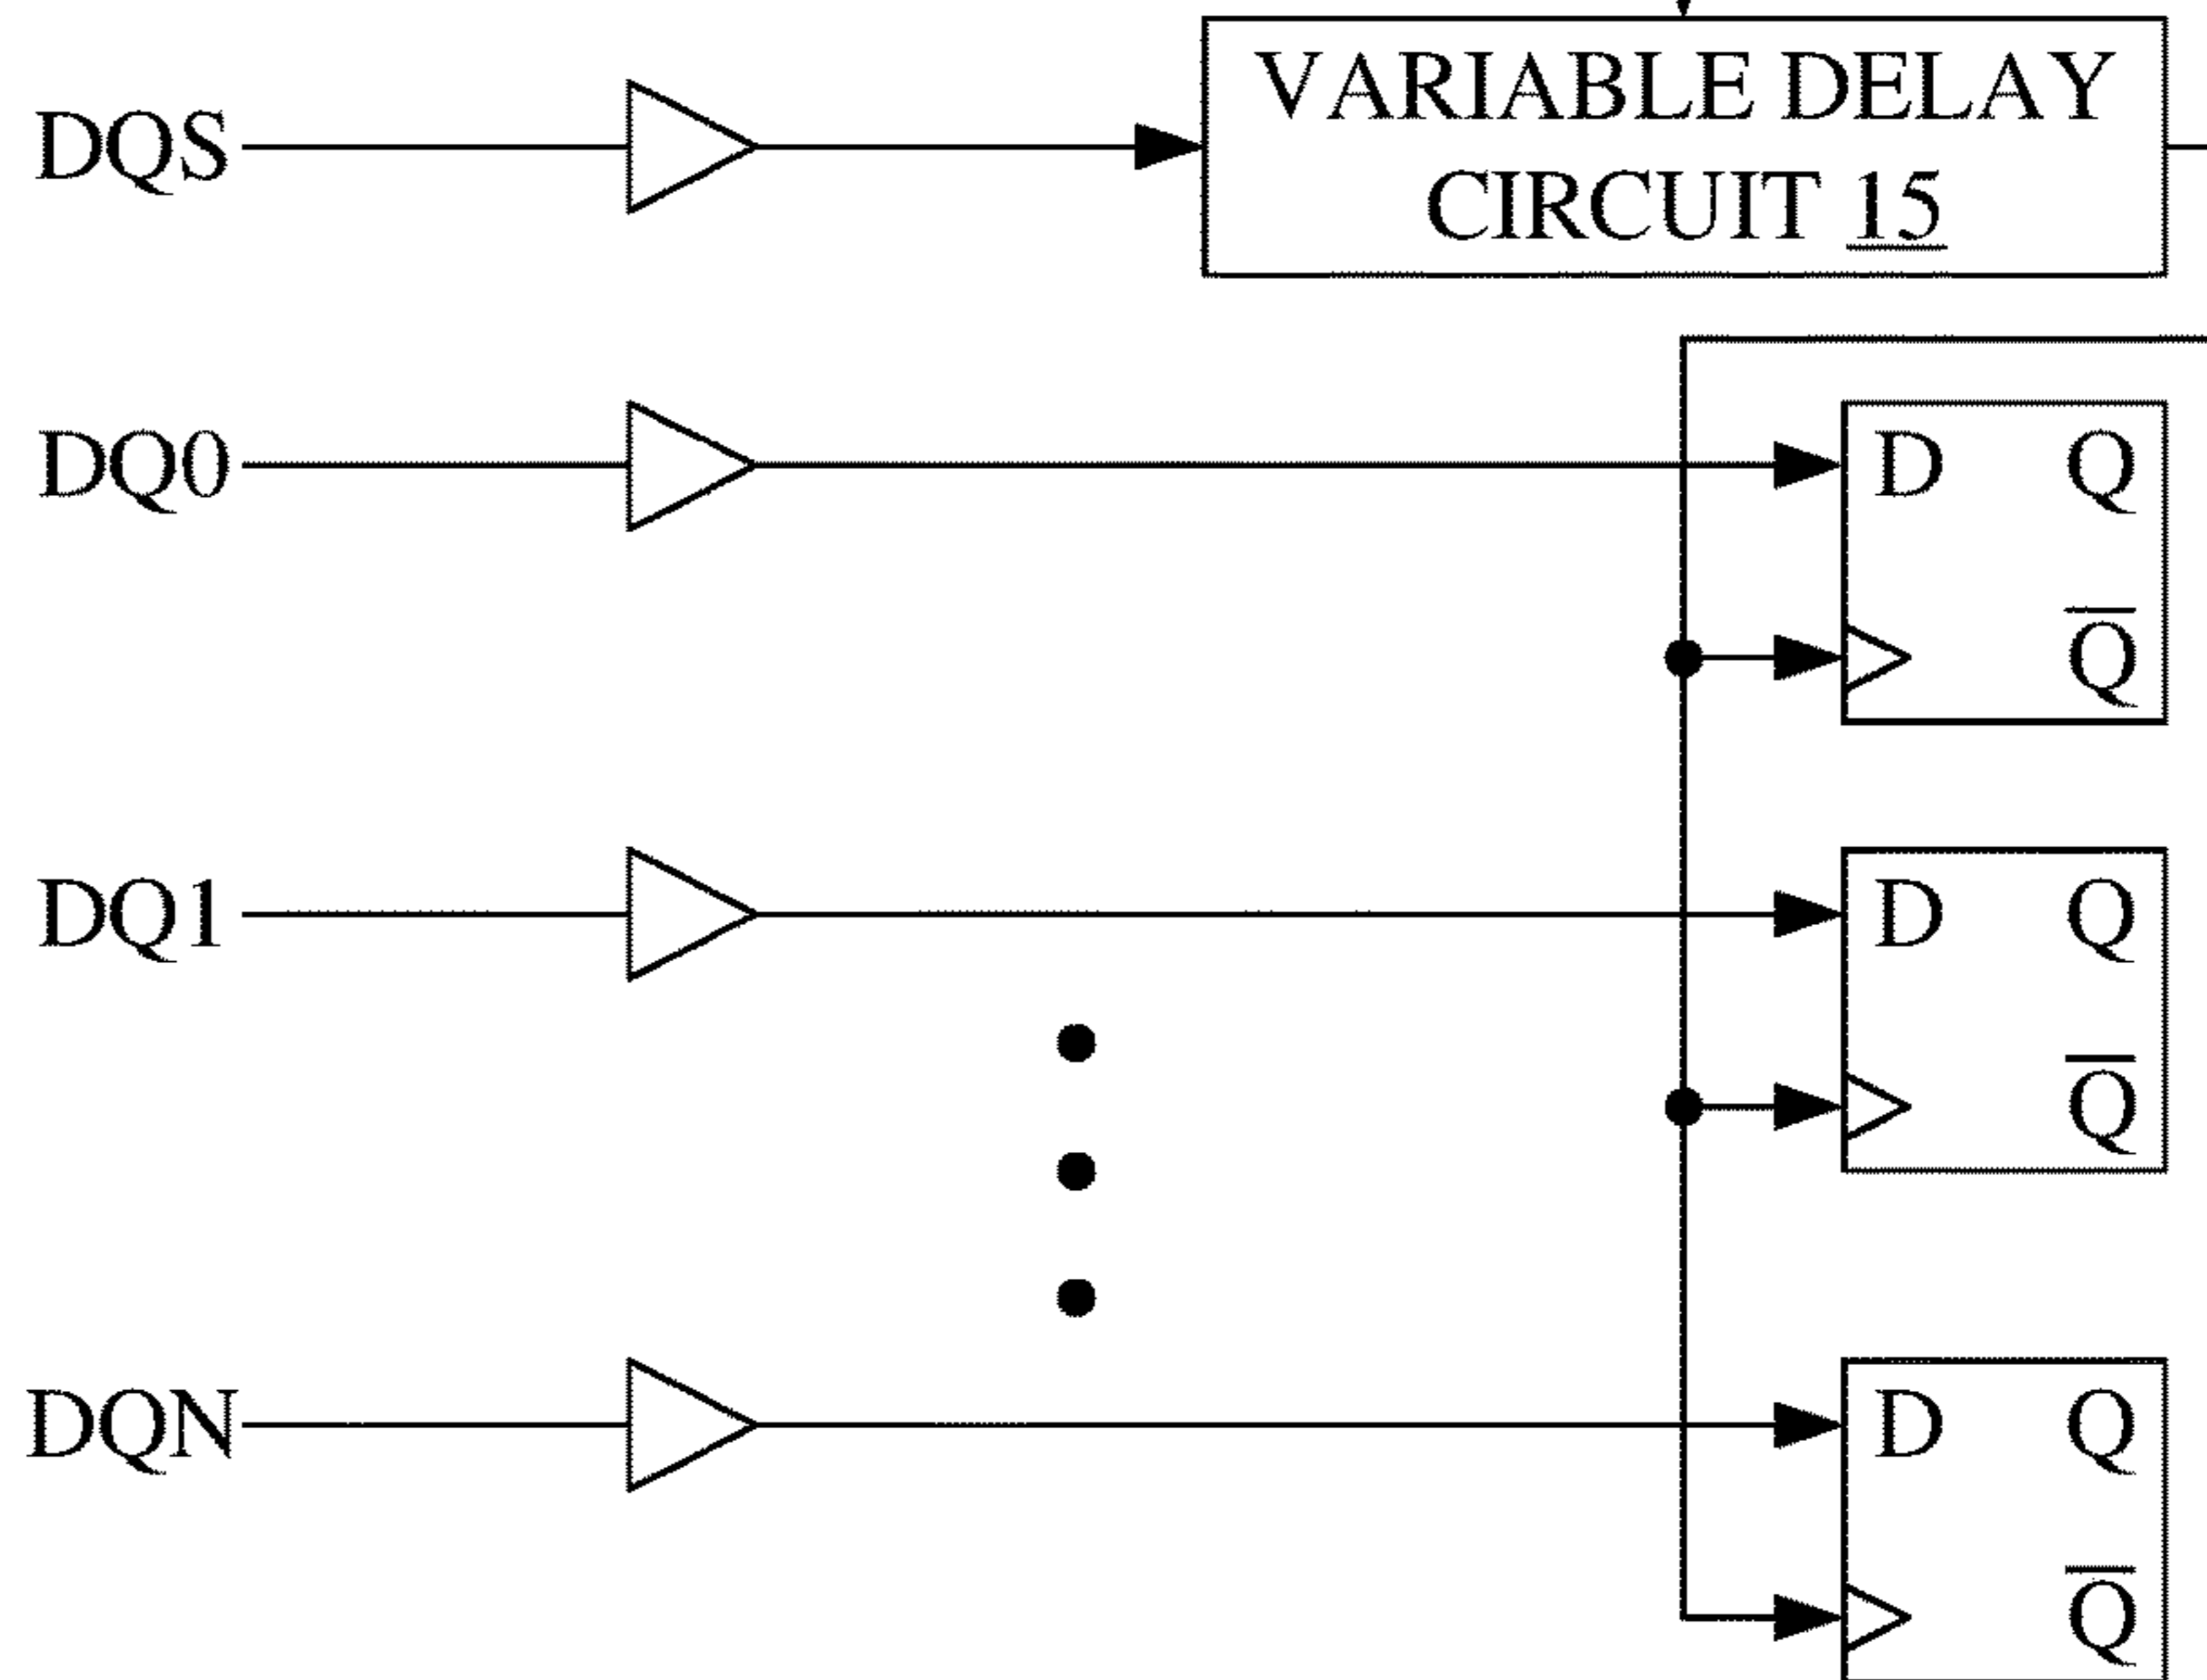 DQS
VARIABLE DELAY
CIRCUIT 15
DQ0
D Q
Q̅
DQ1
D Q
Q̅
DQN
D Q
Q̅